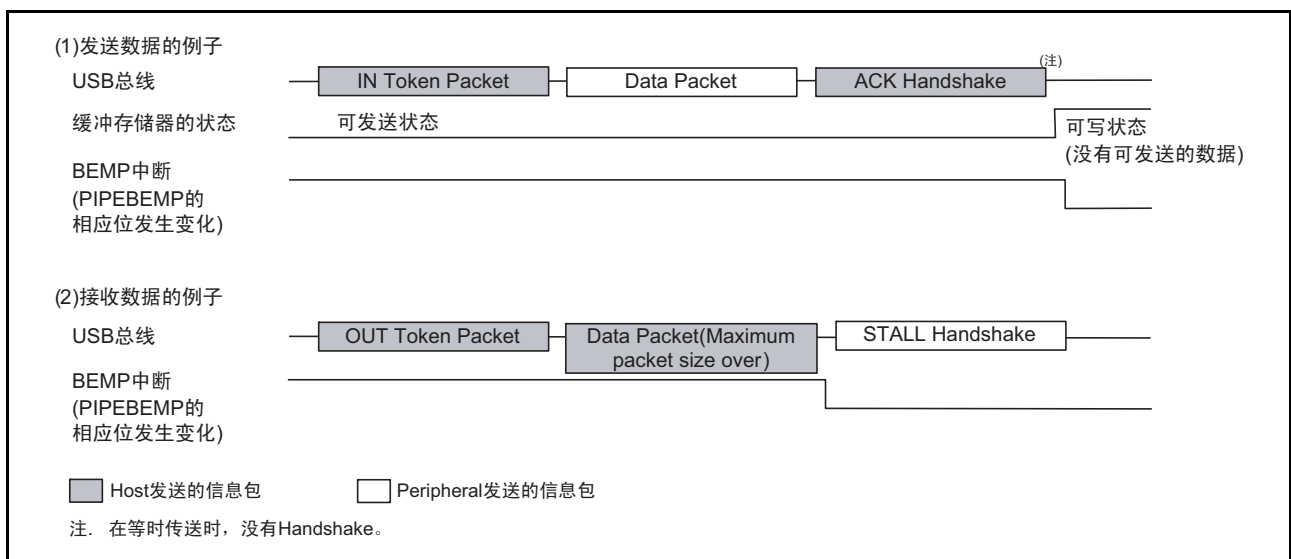 (1)发送数据的例子
USB总线
IN Token Packet
Data Packet
ACK Handshake
(注)
缓冲存储器的状态
可发送状态
可写状态
(没有可发送的数据)
BEMP中断
(PIPEBEMP的
相应位发生变化)
(2)接收数据的例子
USB总线
OUT Token Packet
Data Packet(Maximum
packet size over)
STALL Handshake
BEMP中断
(PIPEBEMP的
相应位发生变化)
Host发送的信息包
Peripheral发送的信息包
注. 在等时传送时，没有Handshake。